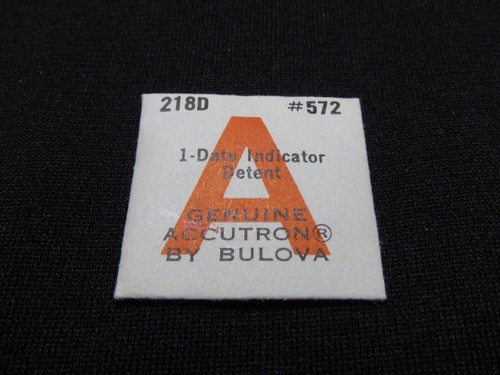 218D #572
1-Date Indicator
Detent
A
GENUINE
ACCUTRON®
BY BULOVA